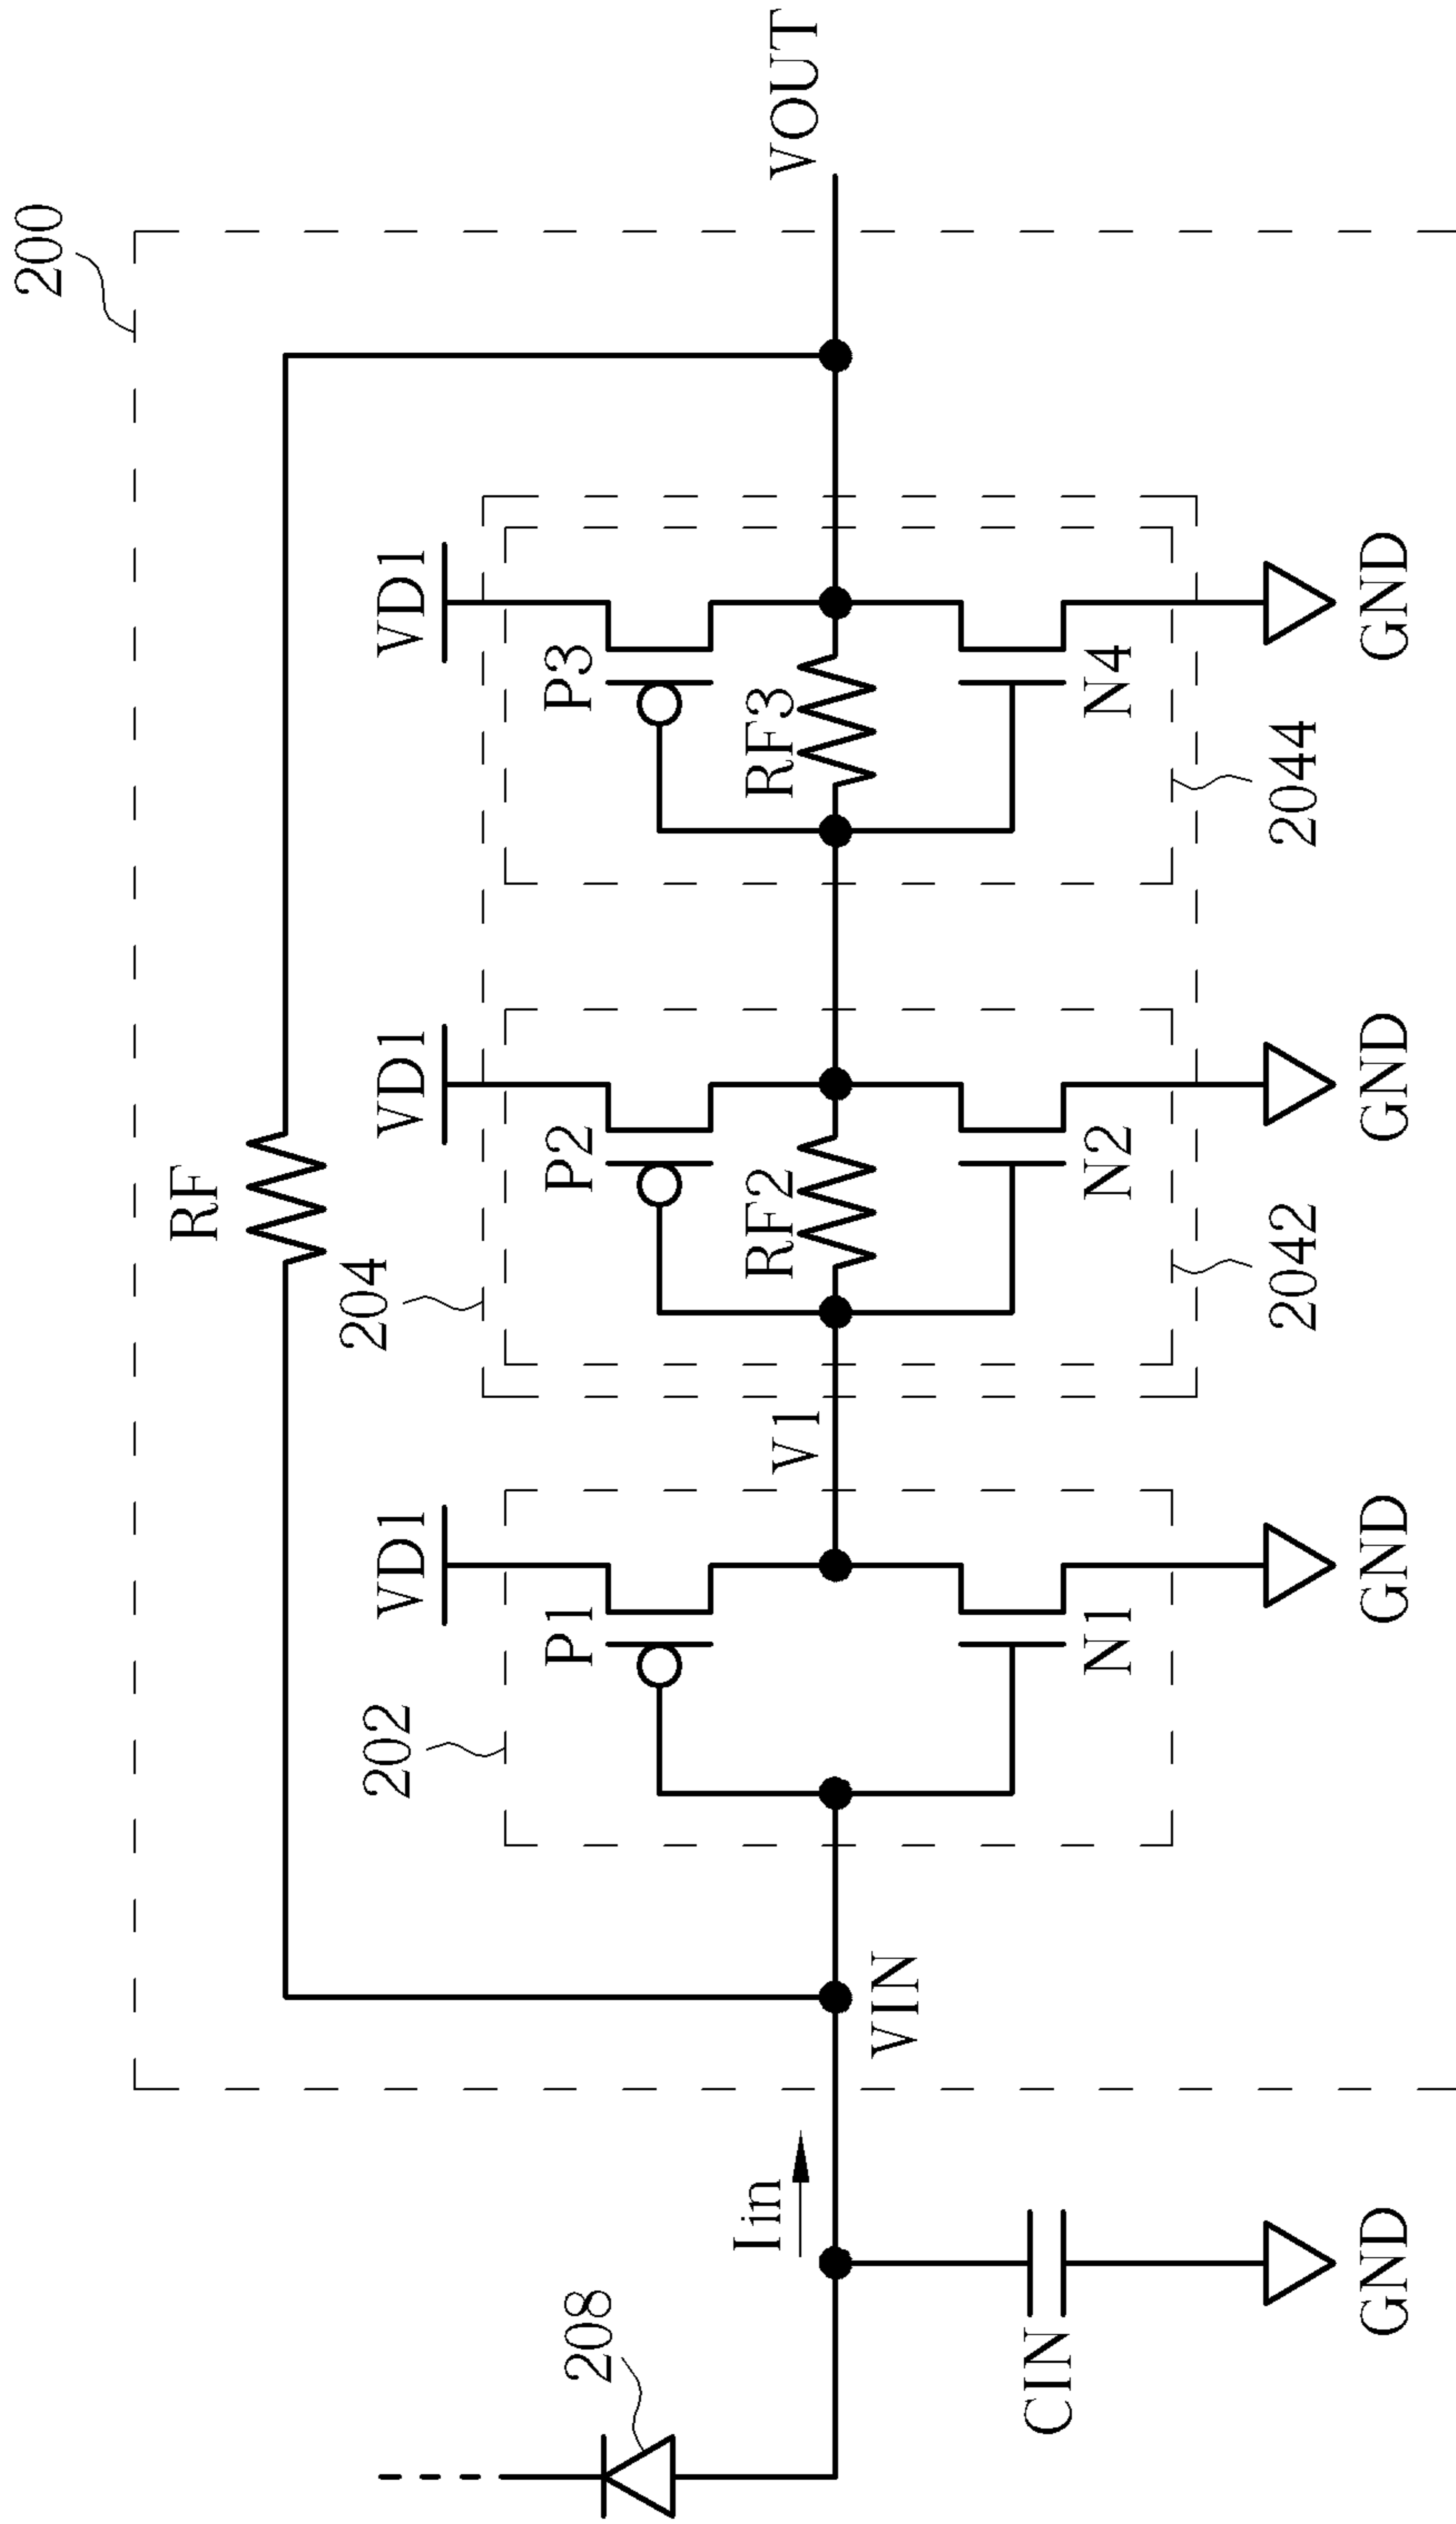 200
RF
VD1
VD1
VD1
204
202
P1
P2
P3
208
Iin
V1
RF2
RF3
VOUT
VIN
CIN
N1
N2
N4
2042
2044
GND
GND
GND
GND